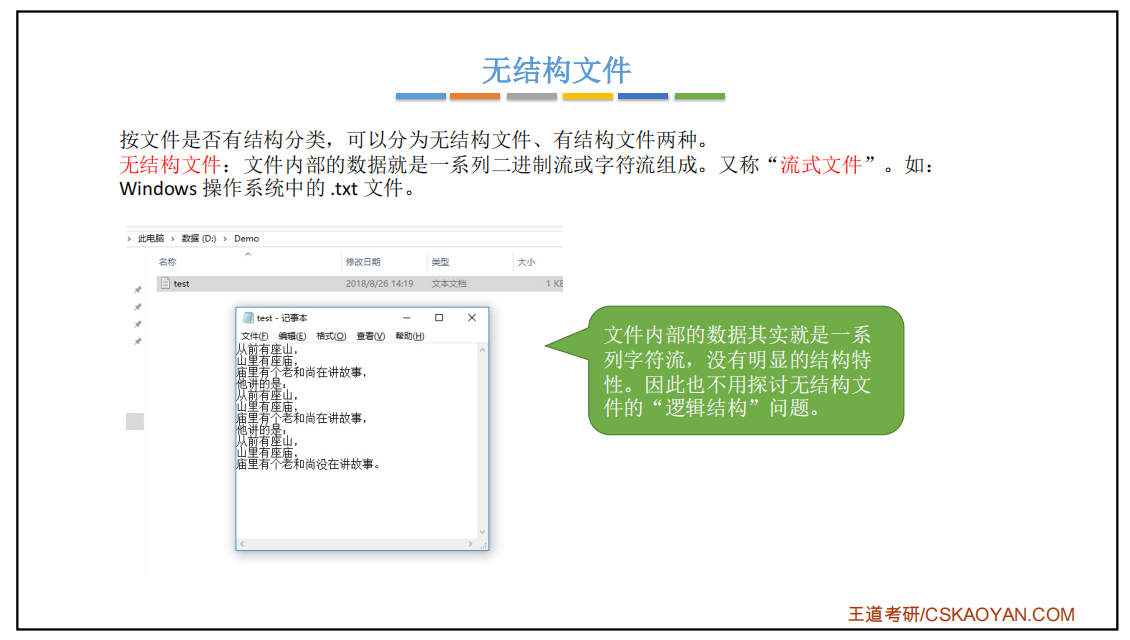 无结构文件
按文件是否有结构分类，可以分为无结构文件、有结构文件两种。
无结构文件：文件内部的数据就是一系列二进制流或字符流组成。又称“流式文件”。如：
Windows 操作系统中的 .txt 文件。
› 此电脑 › 数据 (D:) › Demo
名称 修改日期 类型 大小
test 2018/8/26 14:19 文本文档 1 KB
test - 记事本
文件(F) 编辑(E) 格式(O) 查看(V) 帮助(H)
从前有座山，
山里有座庙，
庙里有个老和尚在讲故事，
他讲的是：
从前有座山，
山里有座庙，
庙里有个老和尚在讲故事，
他讲的是：
从前有座山，
山里有座庙，
庙里有个老和尚没在讲故事。
文件内部的数据其实就是一系
列字符流，没有明显的结构特
性。因此也不用探讨无结构文
件的“逻辑结构”问题。
王道考研/CSKAOYAN.COM